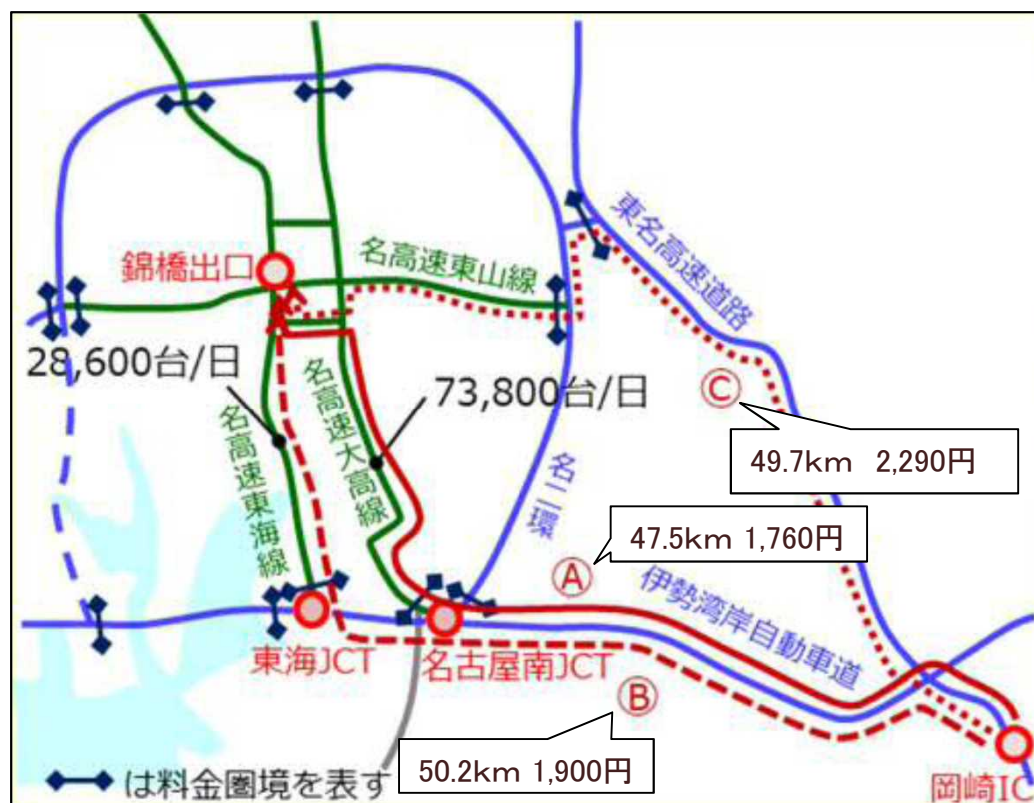 錦橋出口
名高速東山線
東名高速道路
28,600台/日
73,800台/日
Ⓒ
49.7km 2,290円
名高速東海線
名高速大高線
名二環
47.5km 1,760円
Ⓐ
伊勢湾岸自動車道
東海JCT
名古屋南JCT
Ⓑ
50.2km 1,900円
は料金圏境を表す
岡崎IC